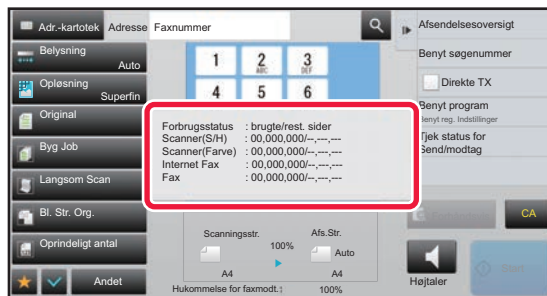 Adr.-kartotek
Adresse
Faxnummer
Afsendelsesoversigt
Belysning
Auto
1
2
ABC
3
DEF
Benyt søgenummer
Direkte TX
Opløsning
Superfin
4
5
6
Benyt program
Benyt reg. Indstillinger
Original
Forbrugsstatus : brugte/rest. sider
Scanner(S/H) : 00,000,000/--,---,---
Scanner(Farve) : 00,000,000/--,---,---
Internet Fax : 00,000,000/--,---,---
Fax : 00,000,000/--,---,---
Tjek status for
Send/modtag
Byg Job
Langsom Scan
Bl. Str. Org.
CA
Scanningsstr.
100%
Afs.Str.
Auto
Oprindeligt antal
A4
A4
Andet
Hukommelse for faxmodt.:
100%
Højtaler
Start